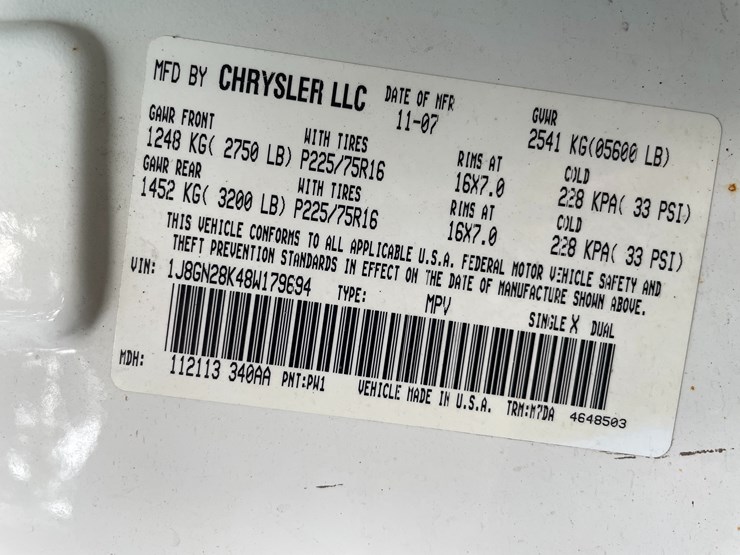 MFD BY CHRYSLER LLC DATE OF MFR GVWR
11-07 2541 KG(05600 LB)
GAWR FRONT WITH TIRES RIMS AT COLD
1248 KG( 2750 LB) P225/75R16 16X7.0 228 KPA( 33 PSI)
GAWR REAR WITH TIRES RIMS AT COLD
1452 KG( 3200 LB) P225/75R16 16X7.0 228 KPA( 33 PSI)
THIS VEHICLE CONFORMS TO ALL APPLICABLE U.S.A. FEDERAL MOTOR VEHICLE SAFETY AND
THEFT PREVENTION STANDARDS IN EFFECT ON THE DATE OF MANUFACTURE SHOWN ABOVE.
VIN: 1J8GN28K48W179694 TYPE: MPV SINGLE X DUAL
MDH: 112113 340AA PNT:PW1 VEHICLE MADE IN U.S.A. TRM:M7DA 4648503